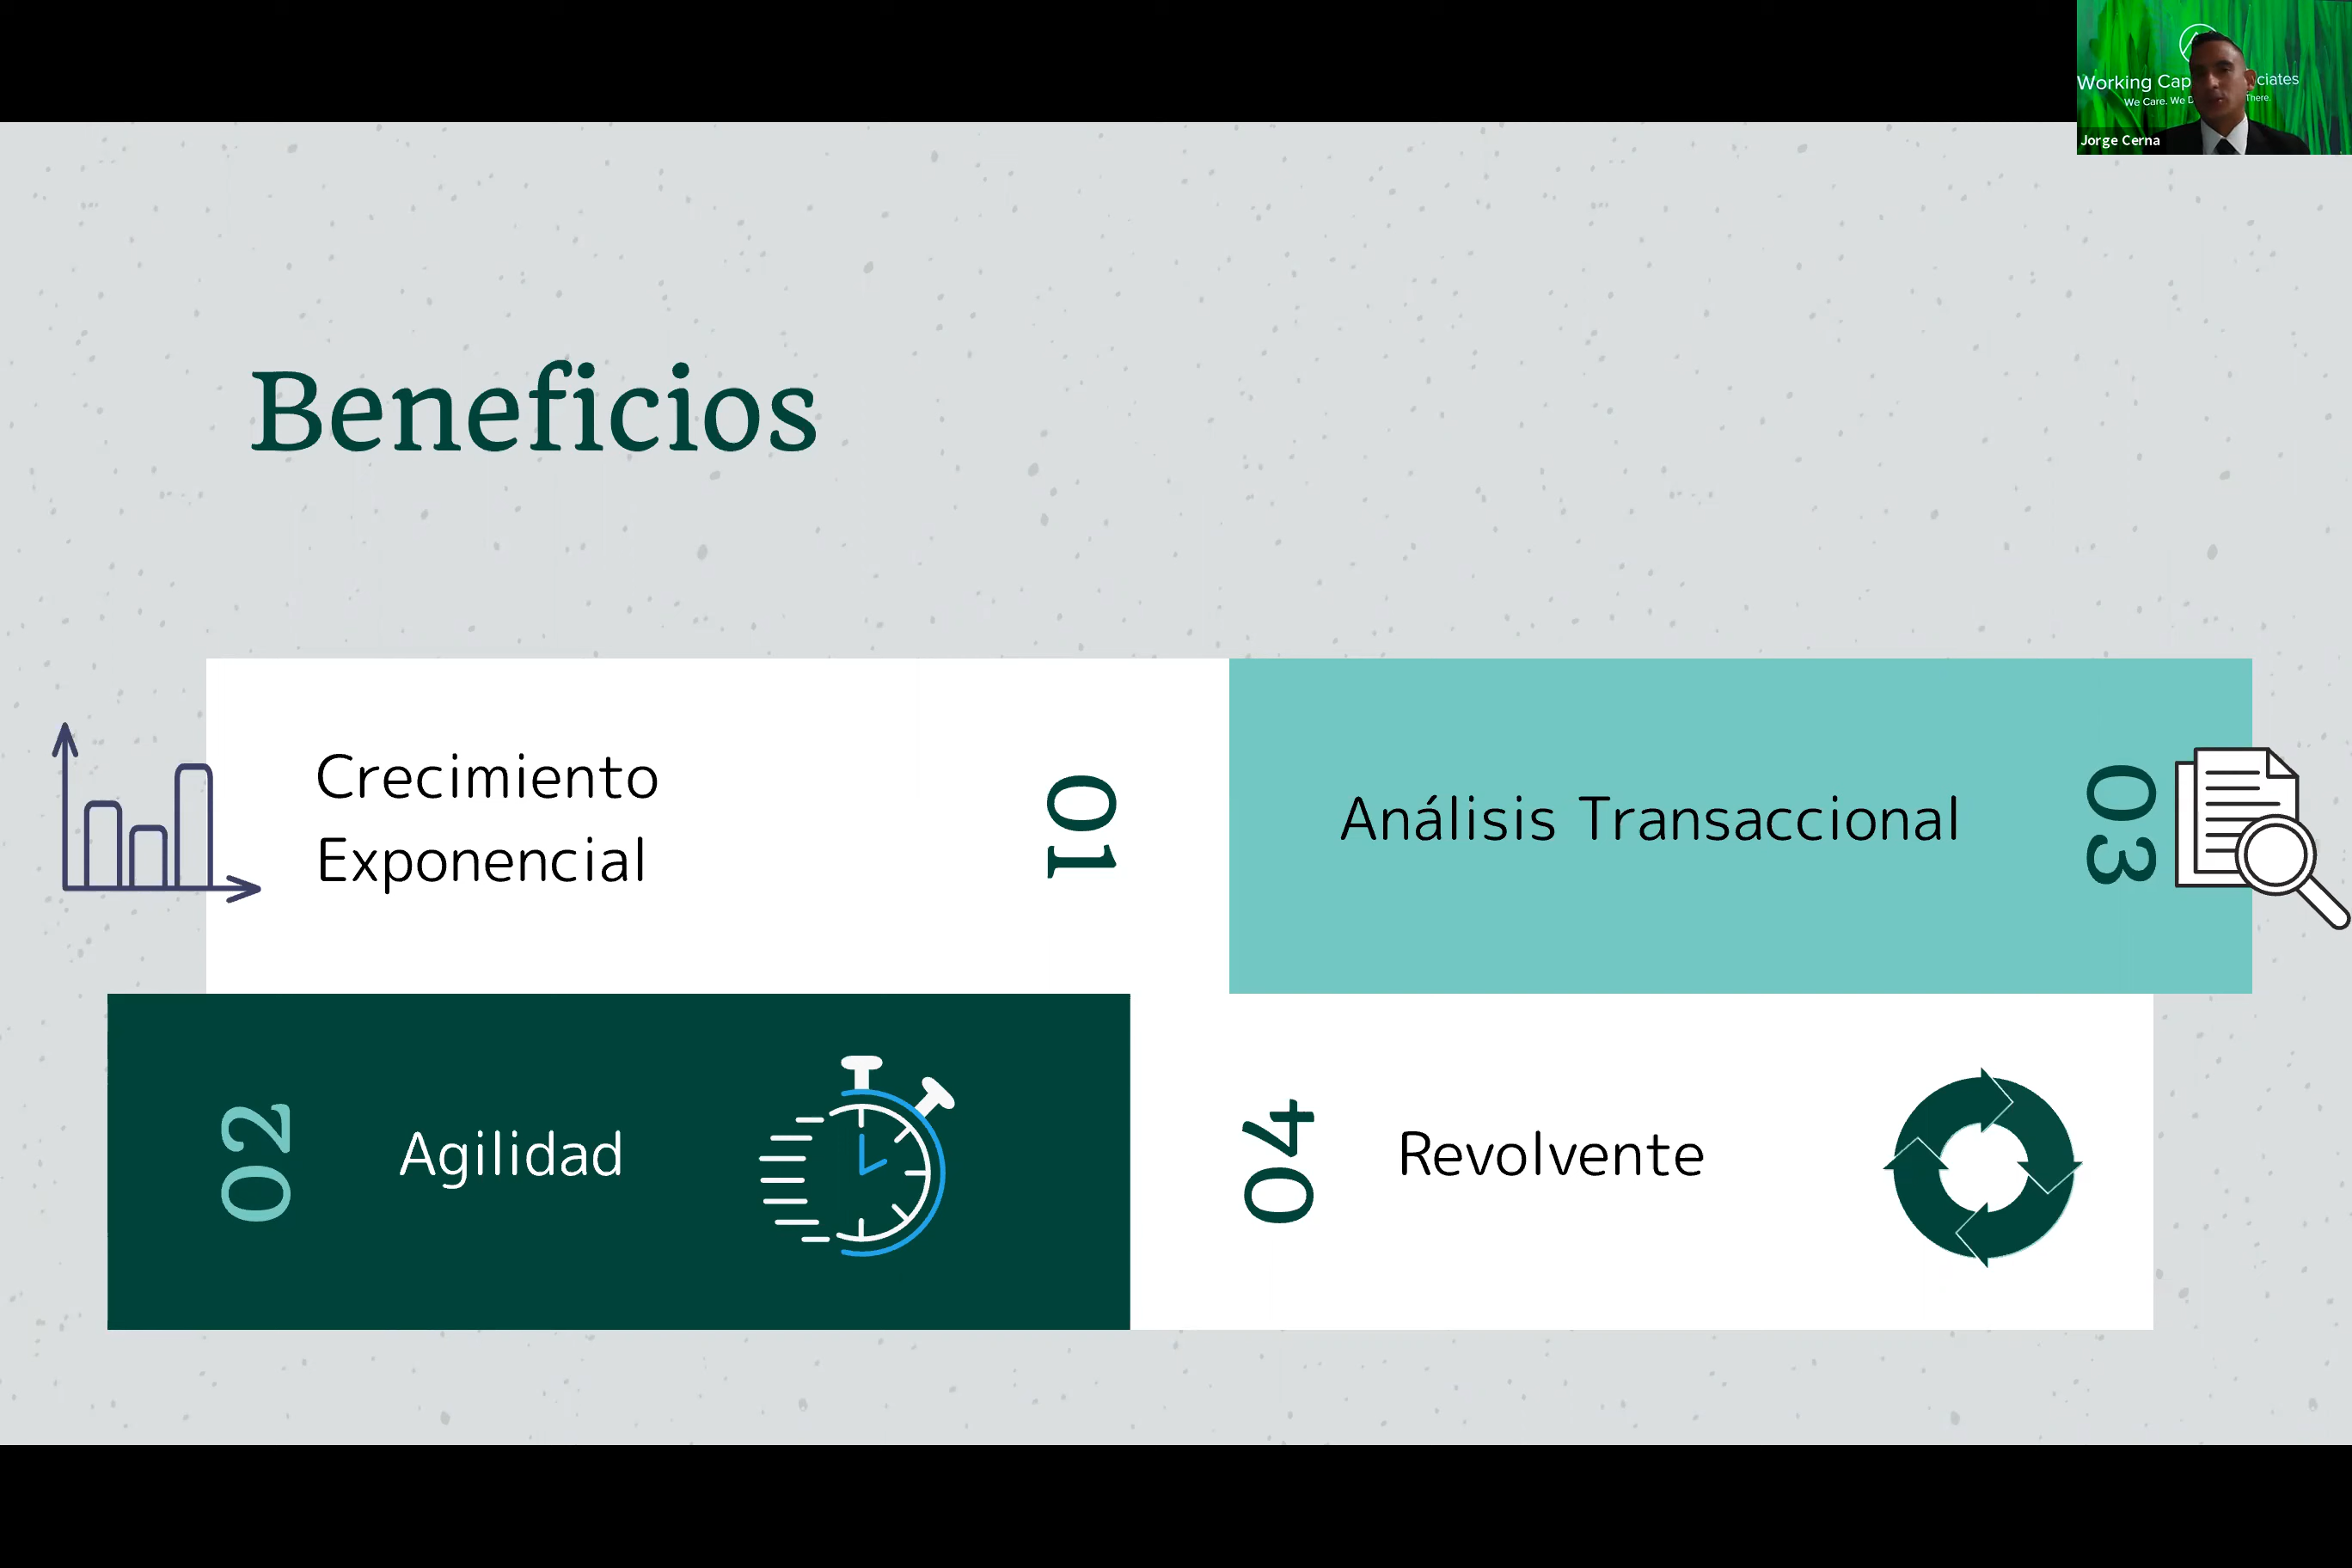 Working Cap ciates
We Care. We D There.
Jorge Cerna
Beneficios
Crecimiento
Exponencial
01
Análisis Transaccional
03
02
Agilidad
04
Revolvente